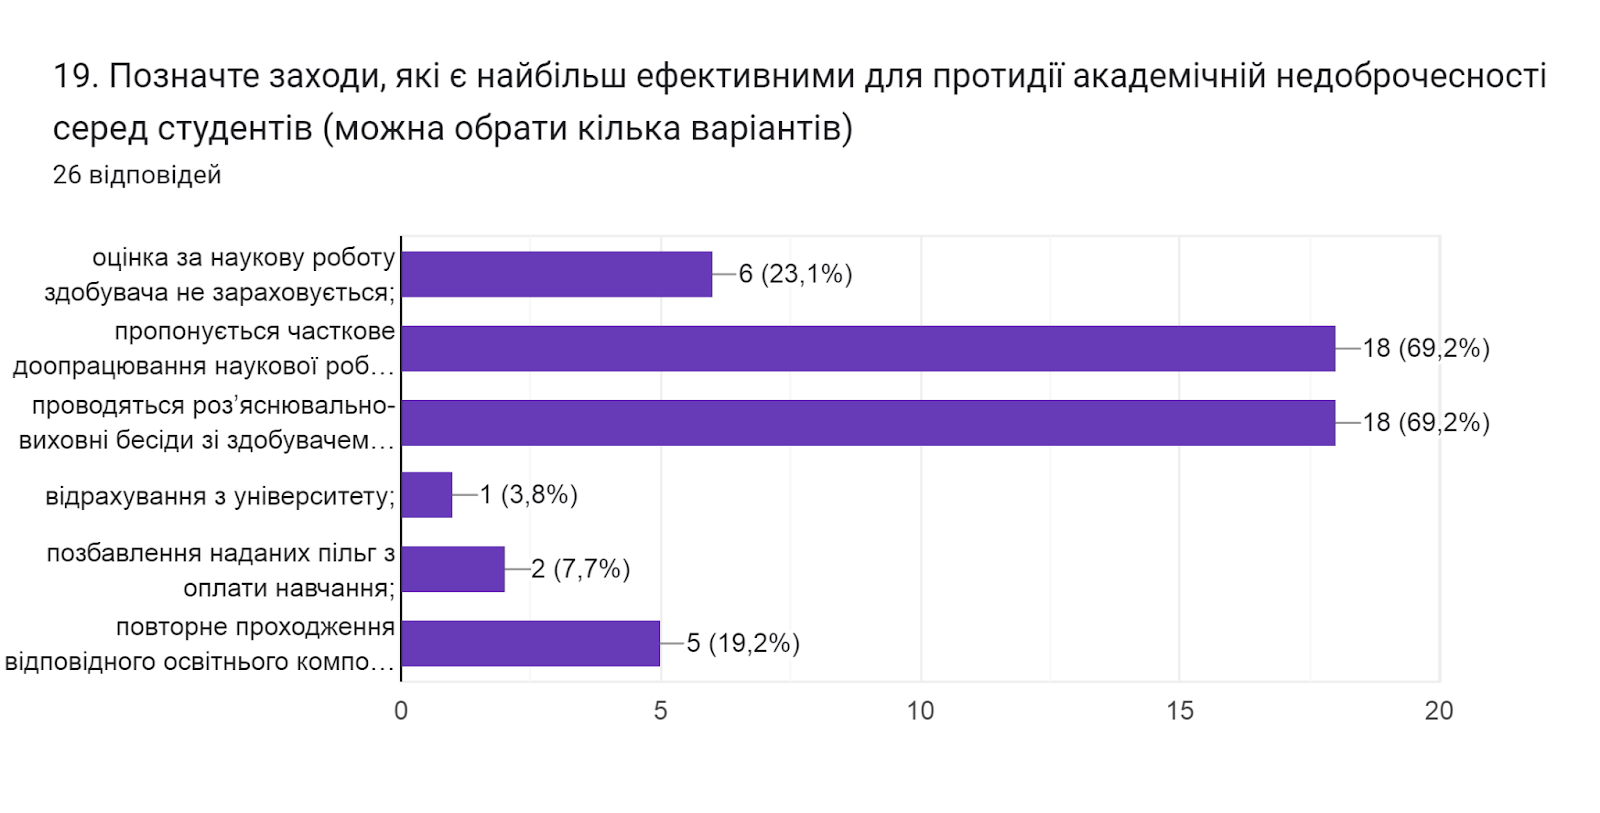 19. Позначте заходи, які є найбільш ефективними для протидії академічній недоброчесності
серед студентів (можна обрати кілька варіантів)
26 відповідей
оцінка за наукову роботу
здобувача не зараховується;
6 (23,1%)
пропонується часткове
доопрацювання наукової роб…
18 (69,2%)
проводяться роз’яснювально-
виховні бесіди зі здобувачем…
18 (69,2%)
відрахування з університету;
1 (3,8%)
позбавлення наданих пільг з
оплати навчання;
2 (7,7%)
повторне проходження
відповідного освітнього компо…
5 (19,2%)
0 5 10 15 20